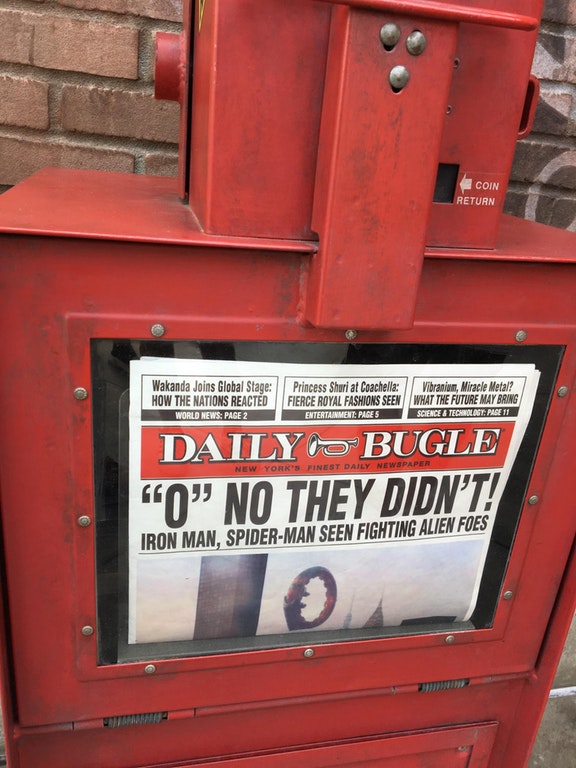 COIN
RETURN
Wakanda Joins Global Stage:
HOW THE NATIONS REACTED
WORLD NEWS: PAGE 2
Princess Shuri at Coachella:
FIERCE ROYAL FASHIONS SEEN
ENTERTAINMENT: PAGE 5
Vibranium, Miracle Metal?
WHAT THE FUTURE MAY BRING
SCIENCE & TECHNOLOGY: PAGE 11
DAILY BUGLE
NEW YORK'S FINEST DAILY NEWSPAPER
“O” NO THEY DIDN'T!
IRON MAN, SPIDER-MAN SEEN FIGHTING ALIEN FOES